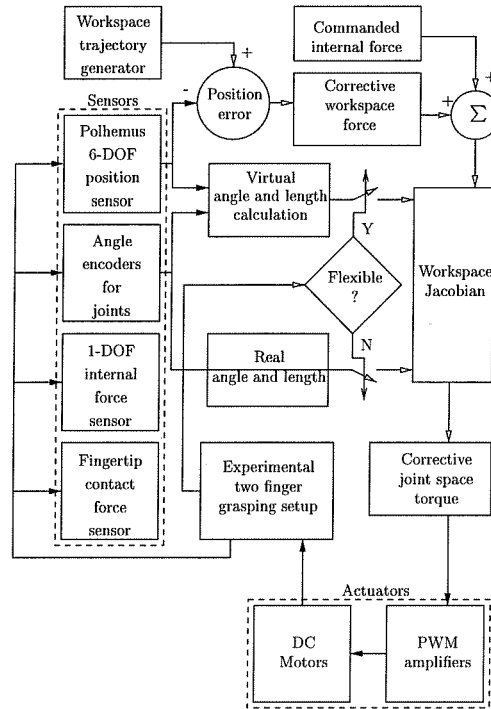 Workspace
trajectory
generator
+
Commanded
internal force
+
Sensors
-
Position
error
Corrective
workspace
force
+
Σ
Polhemus
6-DOF
position
sensor
Virtual
angle and length
calculation
Y
Angle
encoders
for
joints
Flexible
?
Workspace
Jacobian
N
1-DOF
internal
force
sensor
Real
angle and length
Fingertip
contact
force
sensor
Experimental
two finger
grasping setup
Corrective
joint space
torque
Actuators
DC
Motors
PWM
amplifiers